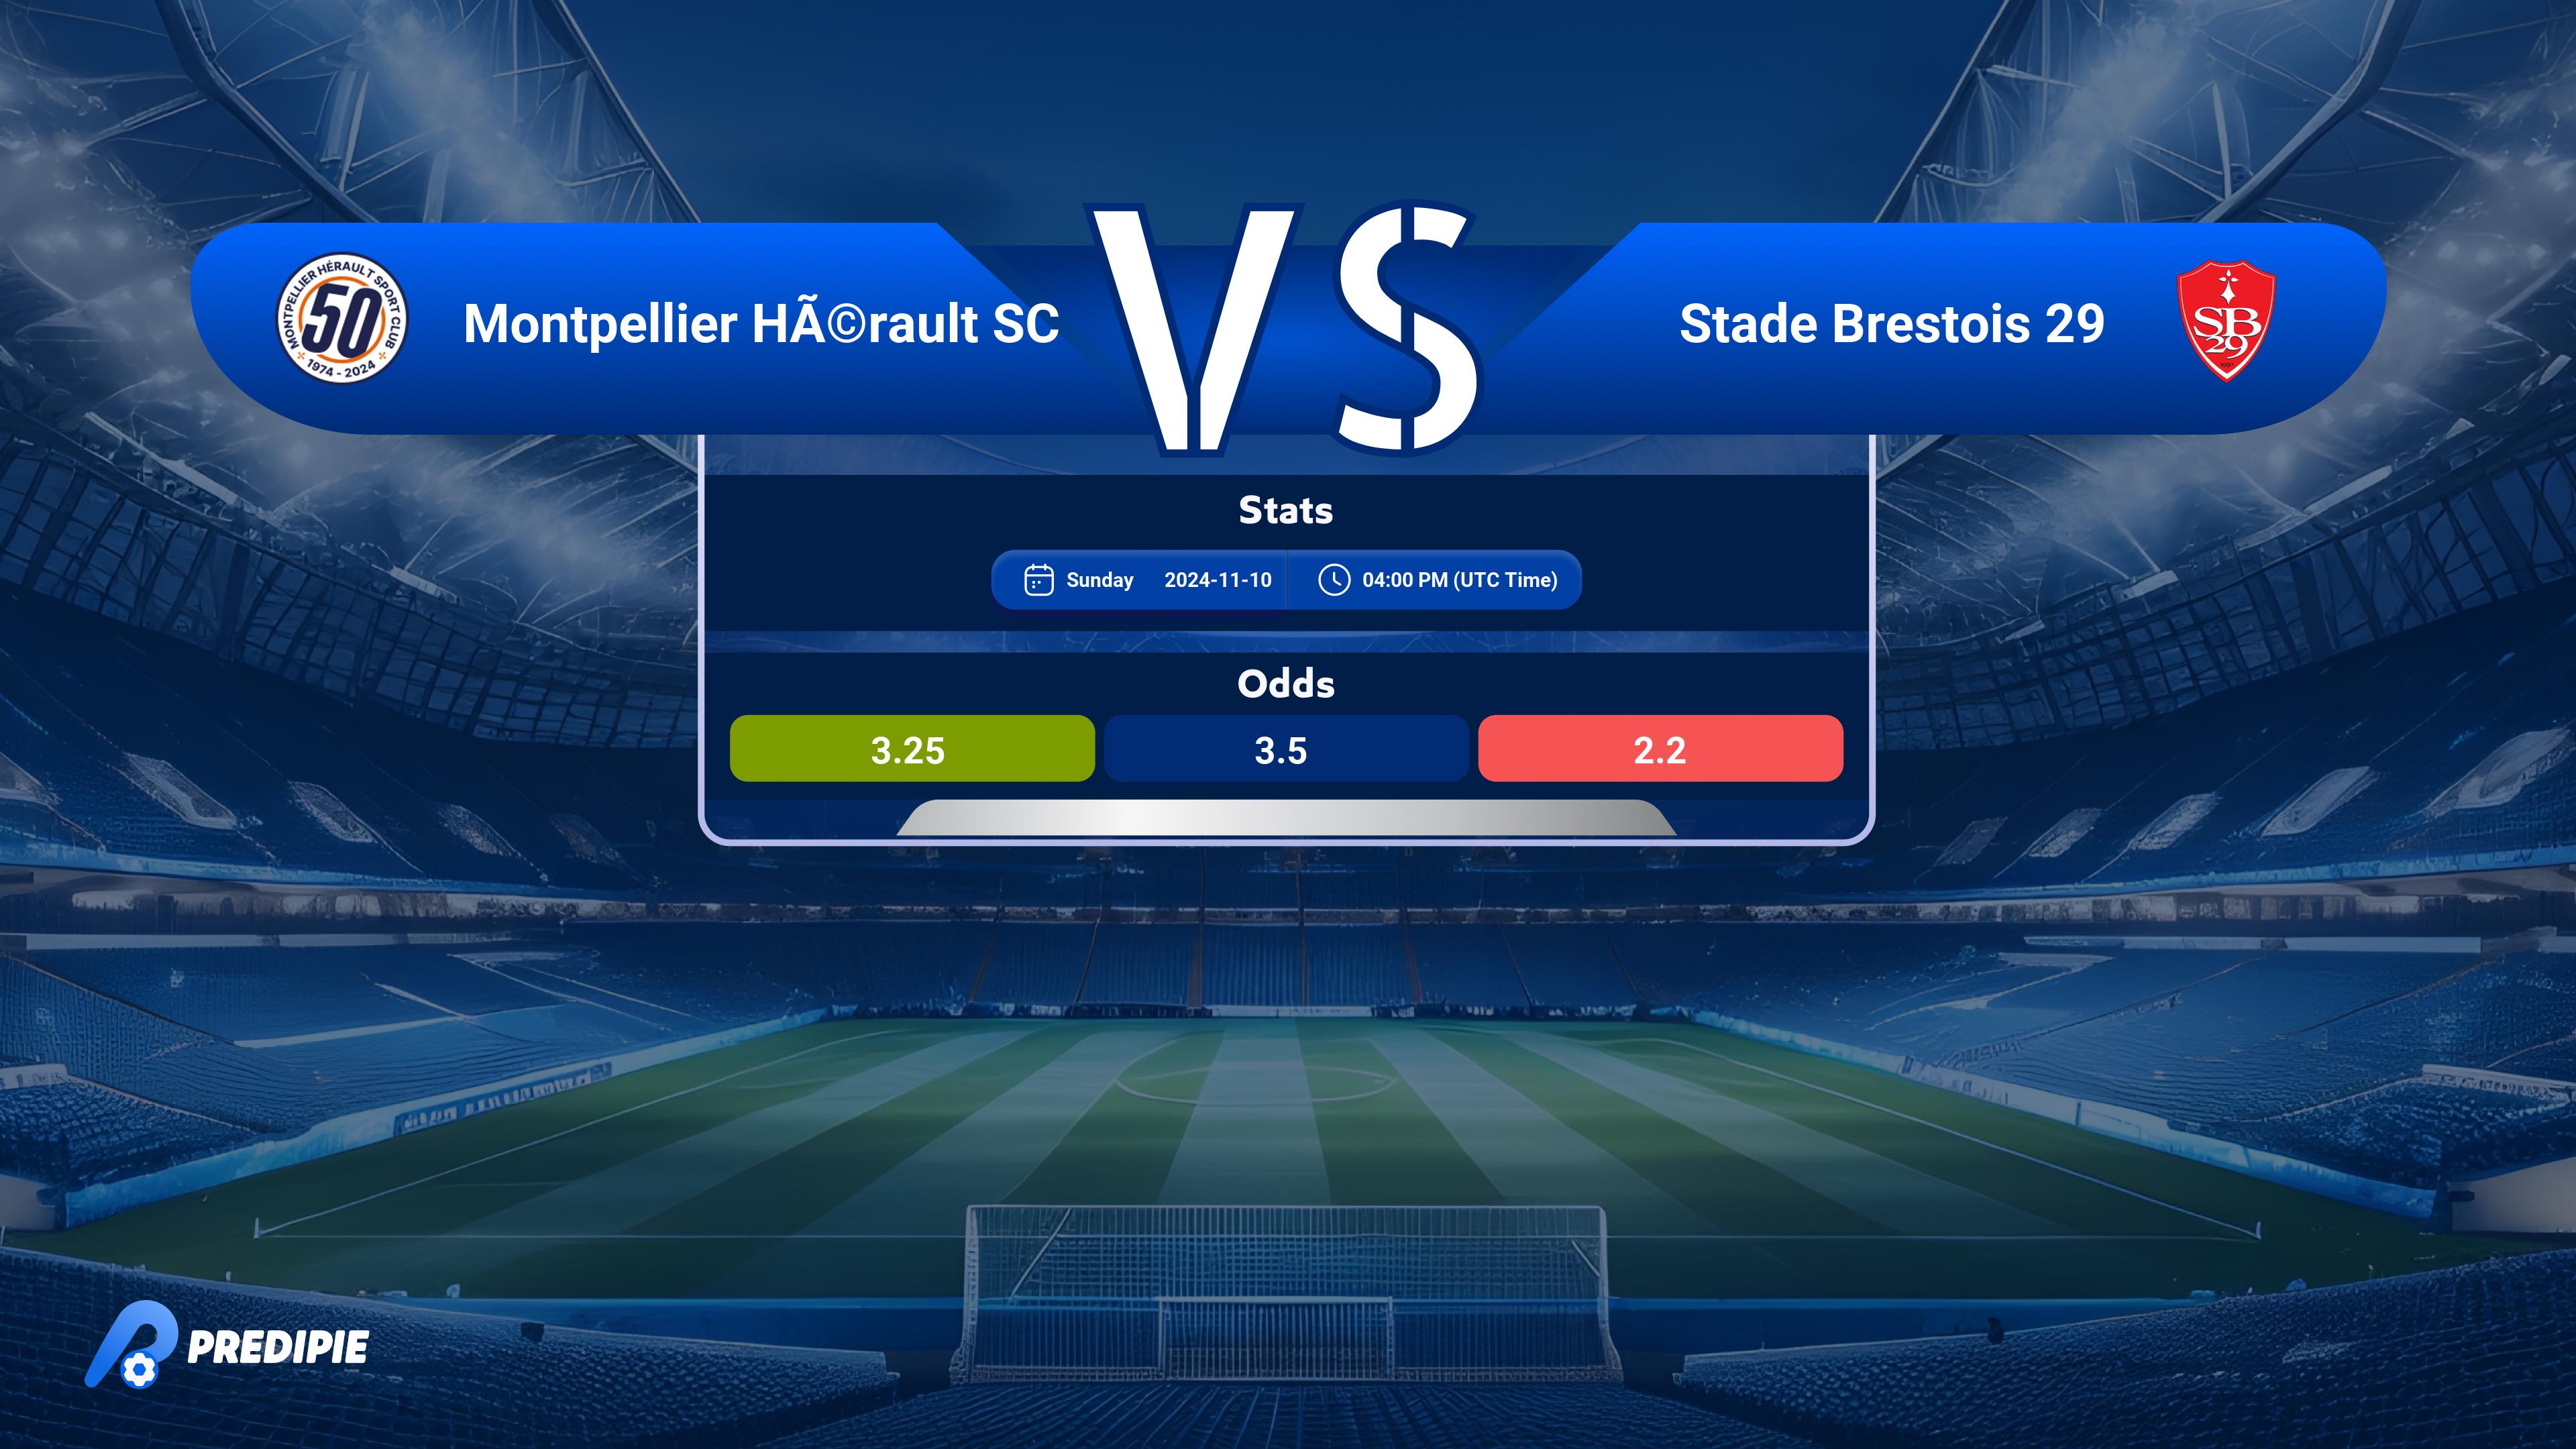 MONTPELLIER HÉRAULT SPORT CLUB
50
1974 - 2024
Montpellier HÃ©rault SC
VS
Stade Brestois 29
SB
29
Stats
Sunday 2024-11-10 04:00 PM (UTC Time)
Odds
3.25 3.5 2.2
PREDIPIE